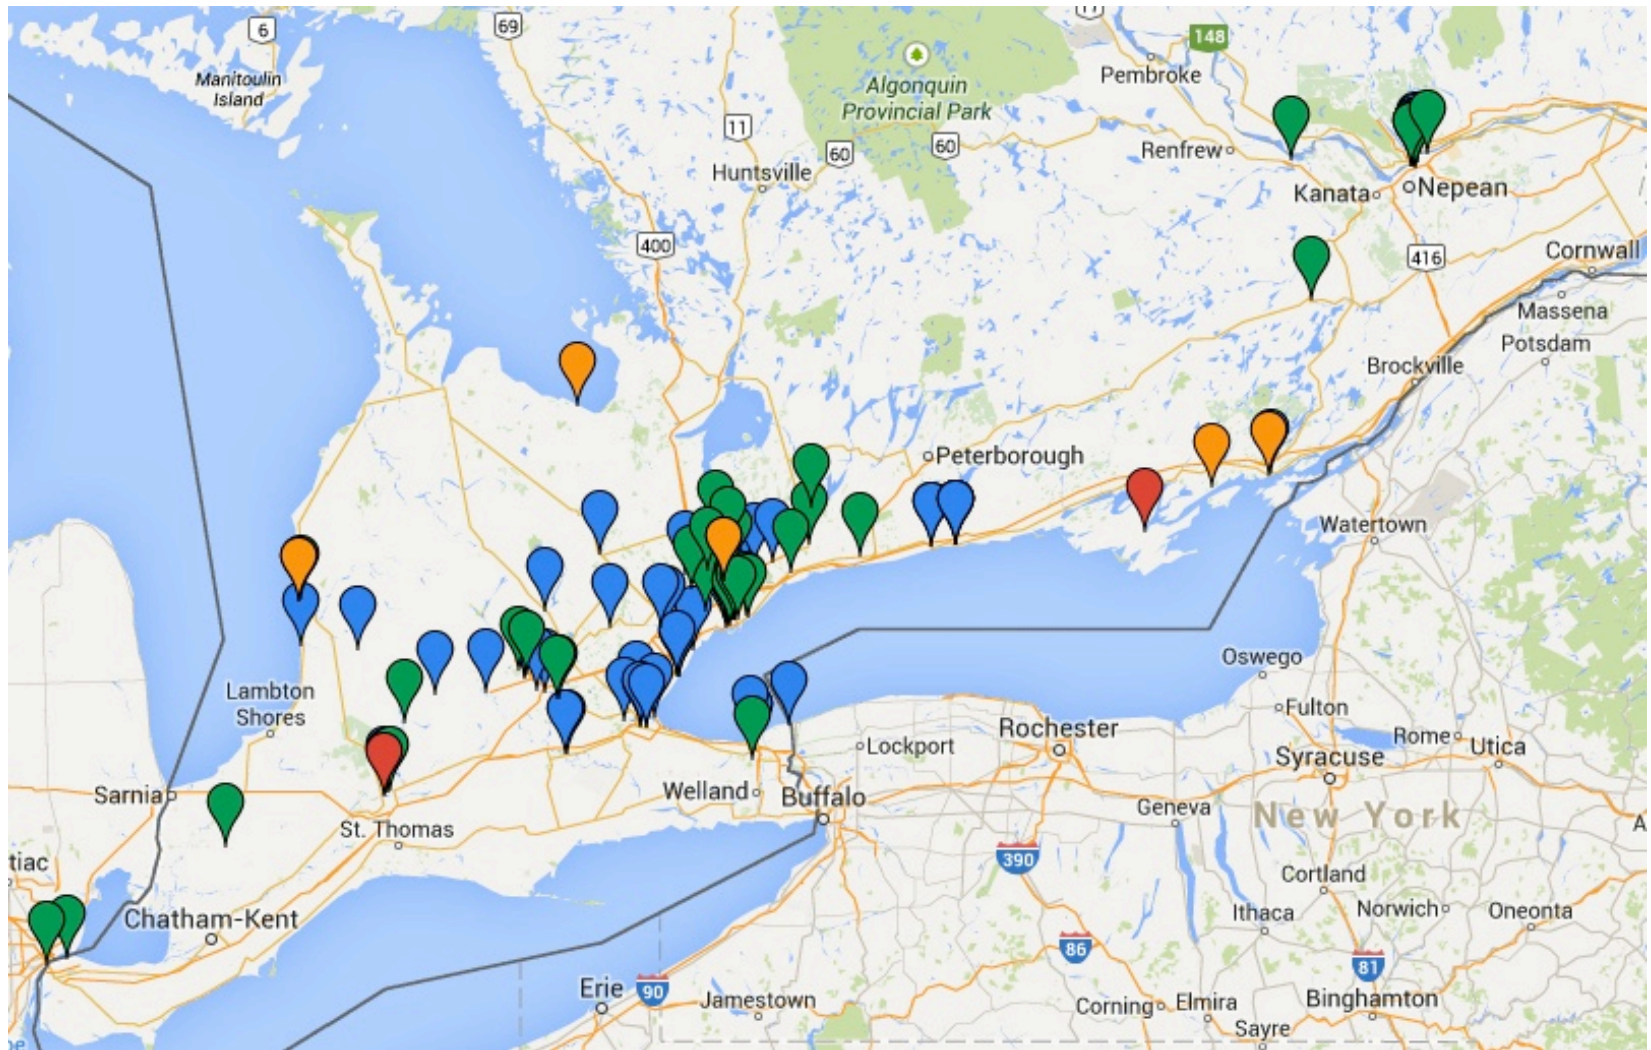 6
69
17
148
Manitoulin
Island
Algonquin
Provincial Park
Pembroke
11
60
60
Renfrew
Huntsville
Kanata
Nepean
400
416
Cornwall
Massena
Potsdam
Brockville
Peterborough
Watertown
Oswego
Fulton
Lambton
Shores
Rochester
Lockport
Rome
Utica
Syracuse
Sarnia
Welland
Buffalo
Geneva
New York
A
St. Thomas
tiac
390
Cortland
Chatham-Kent
Ithaca
Norwich
Oneonta
86
81
Erie
90
Jamestown
Corning
Elmira
Binghamton
Sayre